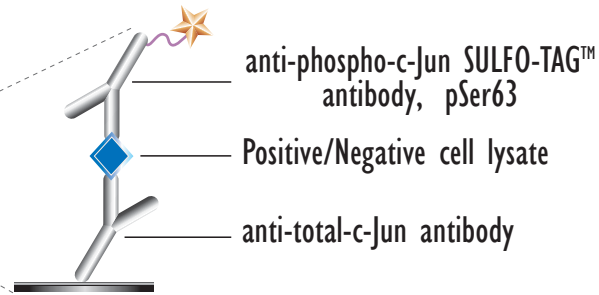 anti-phospho-c-Jun SULFO-TAG™
antibody, pSer63
Positive/Negative cell lysate
anti-total-c-Jun antibody